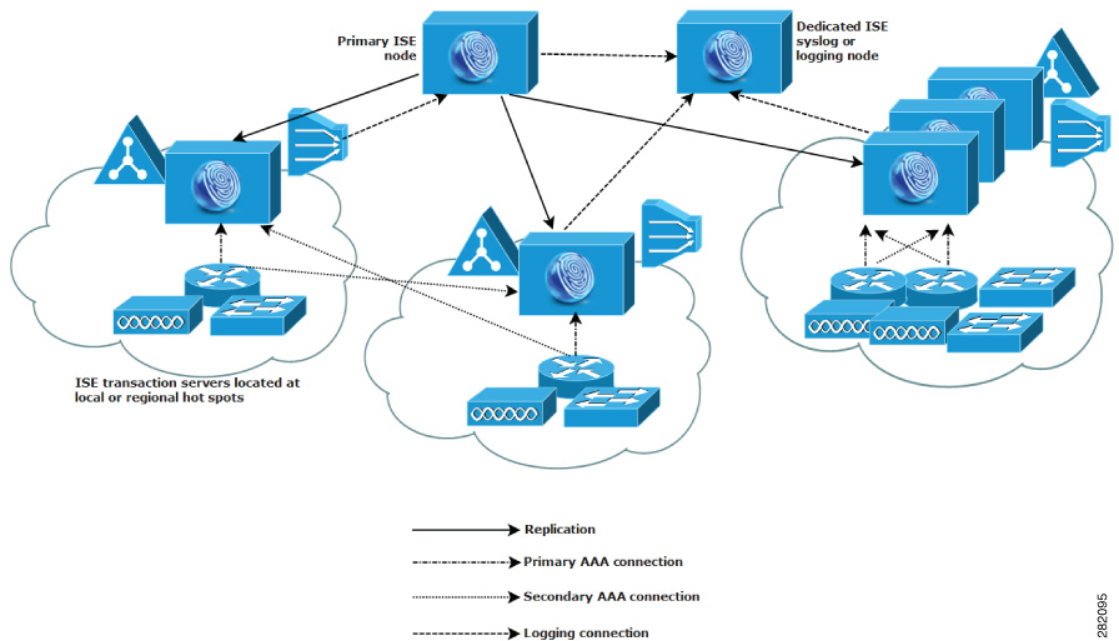 Primary ISE
node
Dedicated ISE
syslog or
logging node
ISE transaction servers located at
local or regional hot spots
Replication
Primary AAA connection
Secondary AAA connection
Logging connection
282095